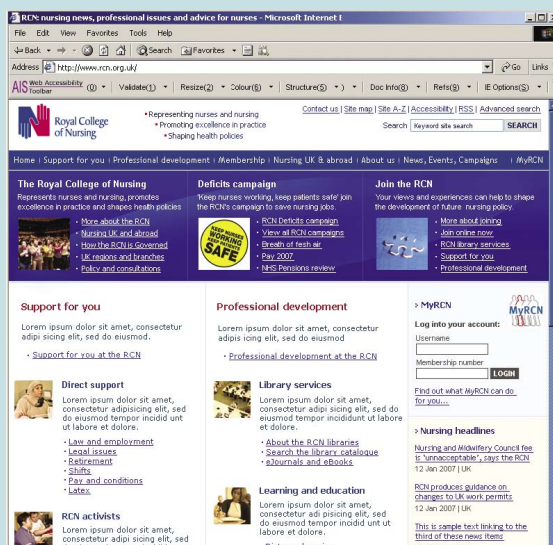 RCN: nursing news, professional issues and advice for nurses - Microsoft Internet
File Edit View Favorites Tools Help
Back Search Favorites
Address http://www.rcn.org.uk/ Go Links
AIS Web Accessibility Toolbar (0) Validate(1) Resize(2) Colour(6) Structure(5) Doc Info(8) Refs(9) IE Options(S)
Contact us | Site map | Site A-Z | Accessibility | RSS | Advanced search
Royal College
of Nursing
• Representing nurses and nursing
• Promoting excellence in practice
• Shaping health policies
Search Keyword site search SEARCH
Home | Support for you | Professional development | Membership | Nursing UK & abroad | About us | News, Events, Campaigns | MyRCN
The Royal College of Nursing
Represents nurses and nursing, promotes
excellence in practice and shapes health policies
• More about the RCN
• Nursing UK and abroad
• How the RCN is Governed
• UK regions and branches
• Policy and consultations
Deficits campaign
'Keep nurses working, keep patients safe' join
the RCN's campaign to save nursing jobs.
KEEP NURSES
WORKING
KEEP PATIENTS
SAFE
• RCN Deficits campaign
• View all RCN campaigns
• Breath of fesh air
• Pay 2007
• NHS Pensions review
Join the RCN
Your views and experiences can help to shape
the development of future nursing policy.
• More about joining
• Join online now
• RCN library services
• Support for you
• Professional development
Support for you
Lorem ipsum dolor sit amet, consectetur
adipi sicing elit, sed do eiusmod.
• Support for you at the RCN
Direct support
Lorem ipsum dolor sit amet,
consectetur adipisicing elit, sed
do eiusmod tempor incidid unt
ut labore et dolore.
• Law and employment
• Legal issues
• Retirement
• Shifts
• Pay and conditions
• Latex
RCN activists
Lorem ipsum dolor sit amet,
consectetur adipisicing elit, sed
Professional development
Lorem ipsum dolor sit amet, consectetur
adipis icing elit, sed do eiusmod
• Professional development at the RCN
Library services
Lorem ipsum dolor sit amet,
consectetur adipi sicing elit, sed do
eiusmod tempor incididunt ut labore
et dolore.
• About the RCN libraries
• Search the library catalogue
• eJournals and eBooks
Learning and education
Lorem ipsum dolor sit amet,
consectetur adipi sicing elit, sed
do eiusmod tempor incididunt ut
labore et dolore.
> MyRCN
MyRCN
Log into your account:
Username
Membership number
LOGIN
Find out what MyRCN can do
for you...
> Nursing headlines
Nursing and Midwifery Council fee
is 'unnacceptable', says the RCN
12 Jan 2007 | UK
RCN produces guidance on
changes to UK work permits
12 Jan 2007 | UK
This is sample text linking to the
third of these news items